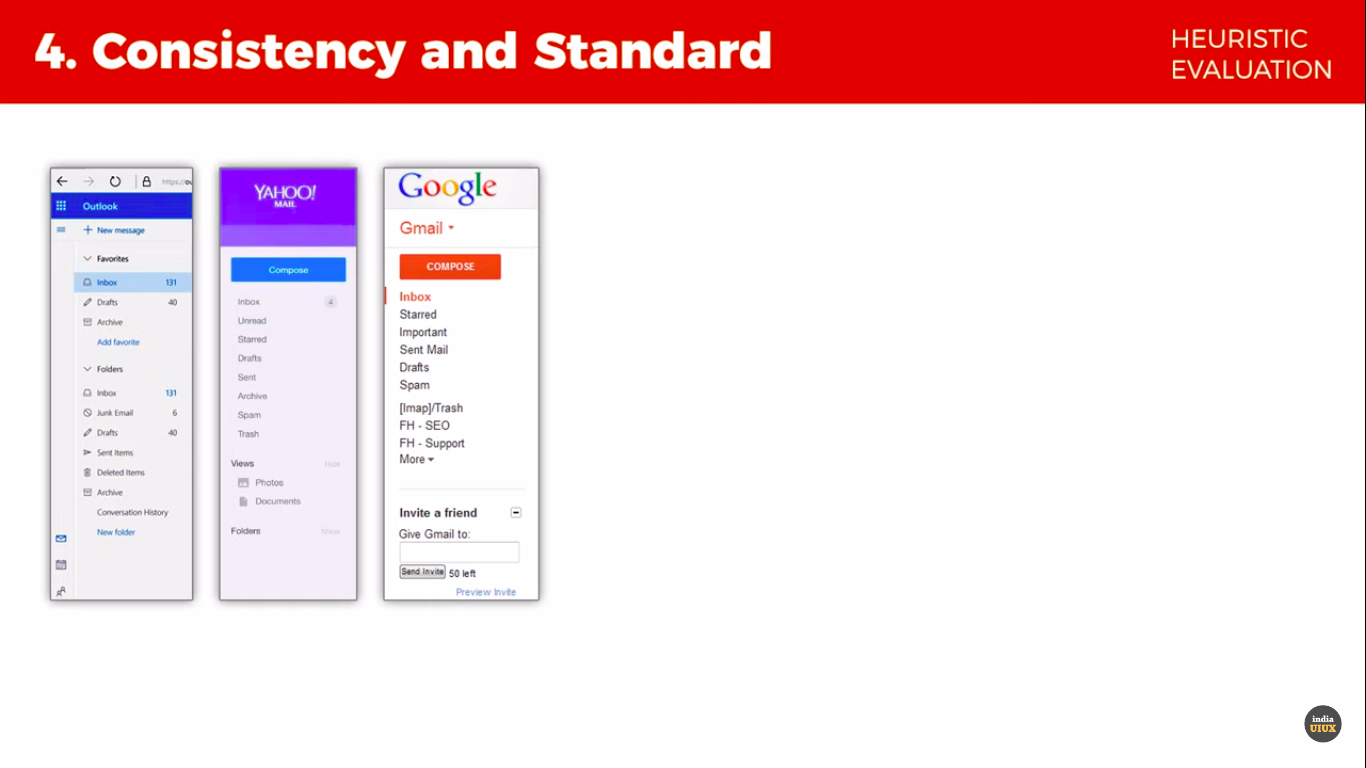 4. Consistency and Standard
HEURISTIC
EVALUATION
https://ou
Outlook
New message
Favorites
Inbox 131
Drafts 40
Archive
Add favorite
Folders
Inbox 131
Junk Email 6
Drafts 40
Sent Items
Deleted Items
Archive
Conversation History
New folder
YAHOO!
MAIL
Compose
Inbox 4
Unread
Starred
Drafts
Sent
Archive
Spam
Trash
Views Hide
Photos
Documents
Folders Show
Google
Gmail
COMPOSE
Inbox
Starred
Important
Sent Mail
Drafts
Spam
[Imap]/Trash
FH - SEO
FH - Support
More
Invite a friend
Give Gmail to:
Send Invite 50 left
Preview Invite
india
UIUX